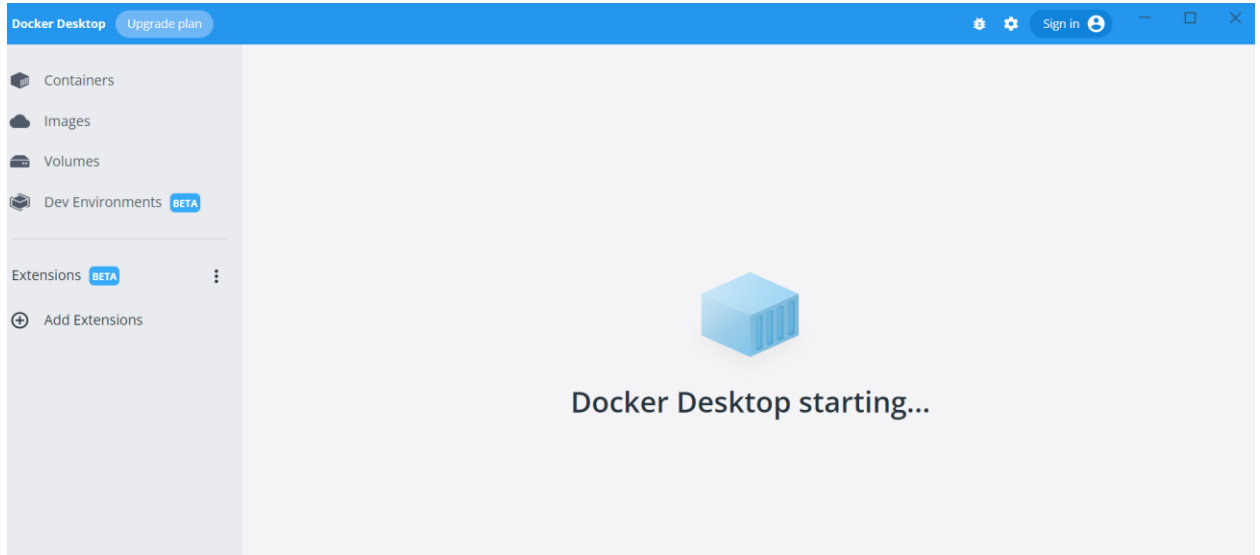 Docker Desktop Upgrade plan Sign in
Containers
Images
Volumes
Dev Environments BETA
Extensions BETA
Add Extensions
Docker Desktop starting...